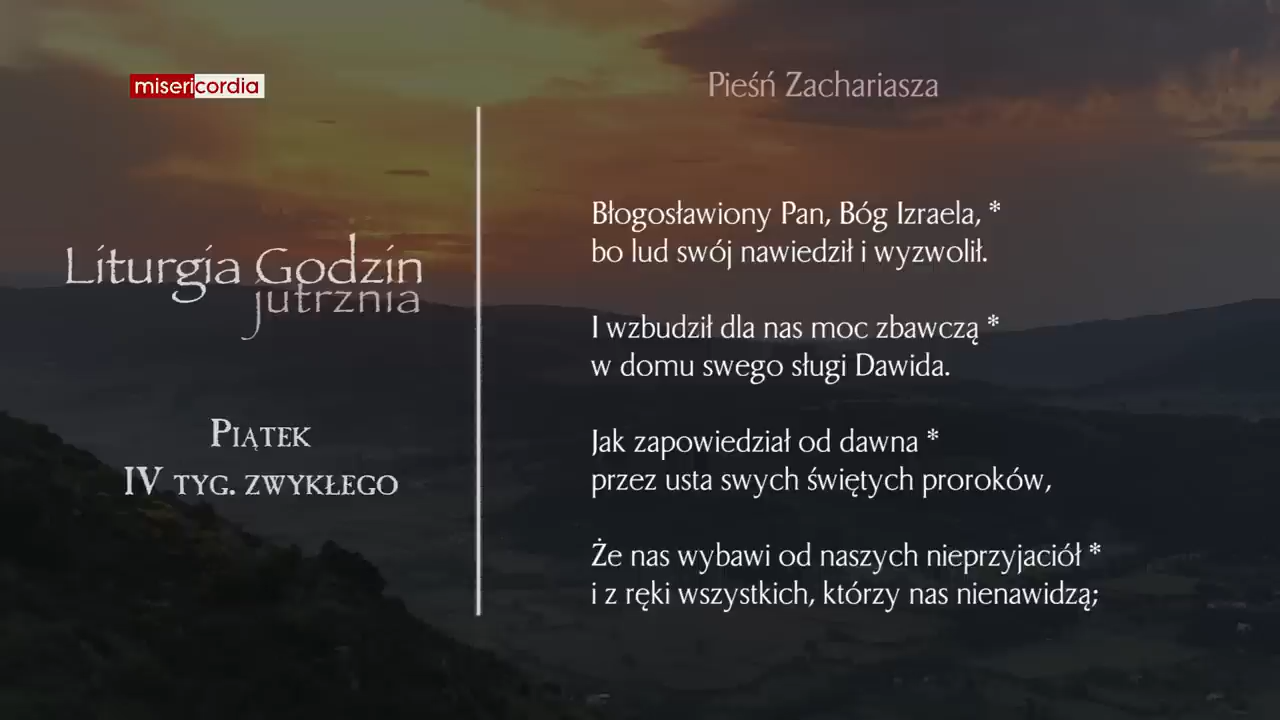 misericordia
Pieśń Zachariasza
Liturgia Godzin
jutrznia
Piątek
IV tyg. zwykłego
Błogosławiony Pan, Bóg Izraela, *
bo lud swój nawiedził i wyzwolił.
I wzbudził dla nas moc zbawczą *
w domu swego sługi Dawida.
Jak zapowiedział od dawna *
przez usta swych świętych proroków,
Że nas wybawi od naszych nieprzyjaciół *
i z ręki wszystkich, którzy nas nienawidzą;